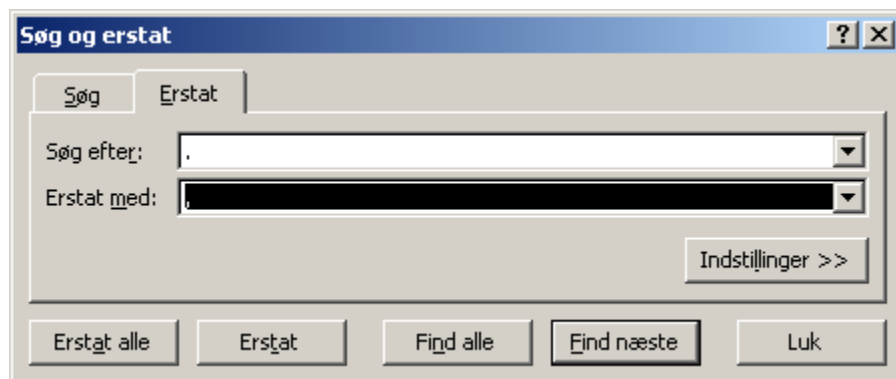 Søg og erstat
Søg
Erstat
Søg efter: .
Erstat med: ,
Indstillinger >>
Erstat alle
Erstat
Find alle
Find næste
Luk